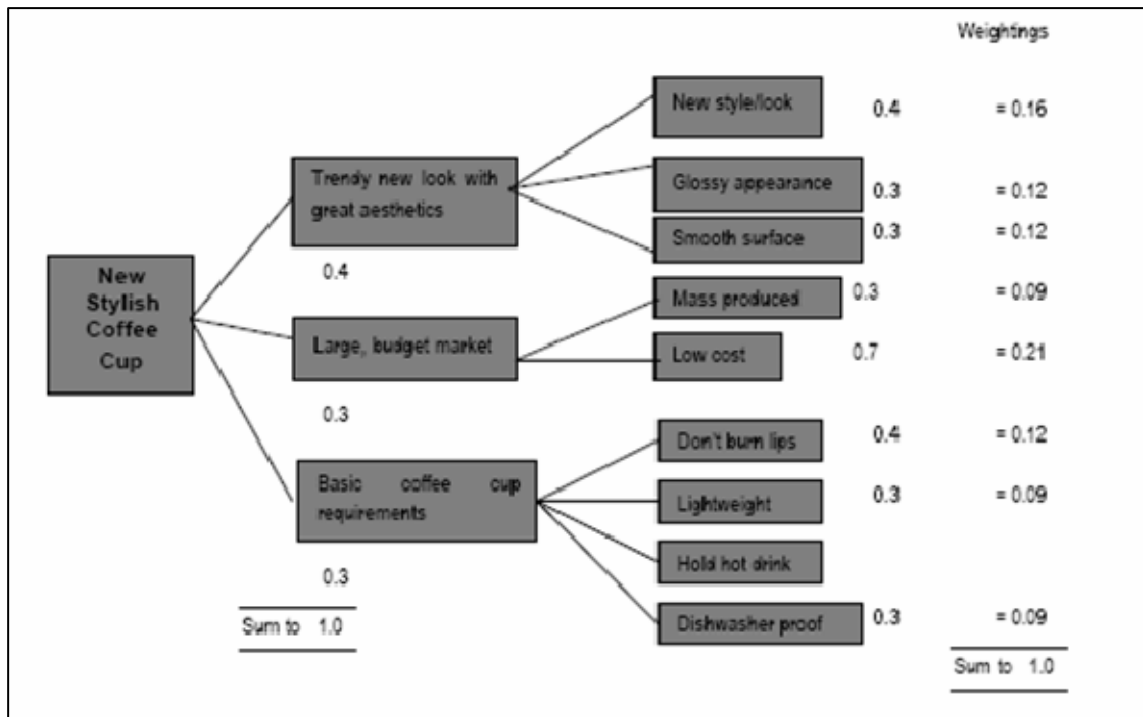 Weightings
New style/look 0.4 = 0.16
Trendy new look with
great aesthetics
Glossy appearance 0.3 = 0.12
Smooth surface 0.3 = 0.12
0.4
New
Stylish
Coffee
Cup
Mass produced 0.3 = 0.09
Large, budget market
Low cost 0.7 = 0.21
0.3
Don't burn lips 0.4 = 0.12
Basic coffee cup
requirements
Lightweight 0.3 = 0.09
Hold hot drink
0.3
Dishwasher proof 0.3 = 0.09
Sum to 1.0
Sum to 1.0